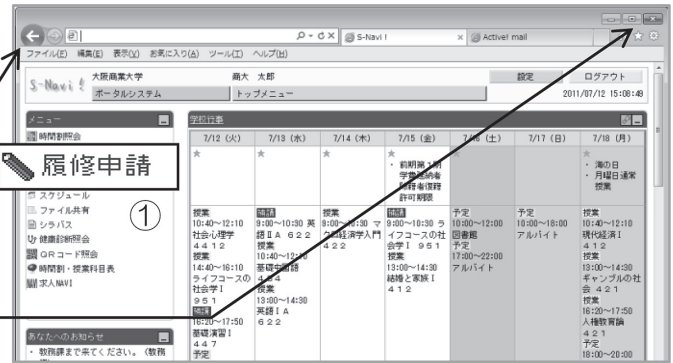 S-Navi !
Active! mail
ファイル(F) 編集(E) 表示(V) お気に入り(A) ツール(T) ヘルプ(H)
S-Navi !
大阪商業大学
商大 太郎
設定
ログアウト
ポータルシステム
トップメニュー
2011/07/12 15:08:49
メニュー
学校行事
時間割照会
7/12 (火) 7/13 (水) 7/14 (木) 7/15 (金) 7/16 (土) 7/17 (日) 7/18 (月)
履修申請
①
スケジュール
ファイル共有
シラバス
健康診断照会
QRコード照会
時間割・授業科目表
求人NAVI
あなたへのお知らせ
・ 教務課まで来てください。 (教務
授業
10:40～12:10
社会心理学
4412
授業
14:40～16:10
ライフコースの
社会学Ⅰ
951
補講
16:20～17:50
基礎演習Ⅰ
447
予定
補講
9:00～10:30 英
語ⅡA 622
授業
10:40～12:10
基礎中国語
授業
13:00～14:30
英語ⅠA
622
授業
9:00～10:30 マ
クロ経済学入門
422
・ 前期第1期
学費延納者
除籍者復籍
許可期限
補講
9:00～10:30 ラ
イフコースの社
会学Ⅰ 951
授業
13:00～14:30
結婚と家族Ⅰ
412
予定
10:00～12:00
図書館
予定
17:00～22:00
アルバイト
予定
10:00～18:00
アルバイト
・ 海の日
・ 月曜日通常
授業
授業
10:40～12:10
現代経済Ⅰ
412
授業
13:00～14:30
ギャンブルの社
会 421
授業
16:20～17:50
人権教育論
421
予定
18:00～20:00